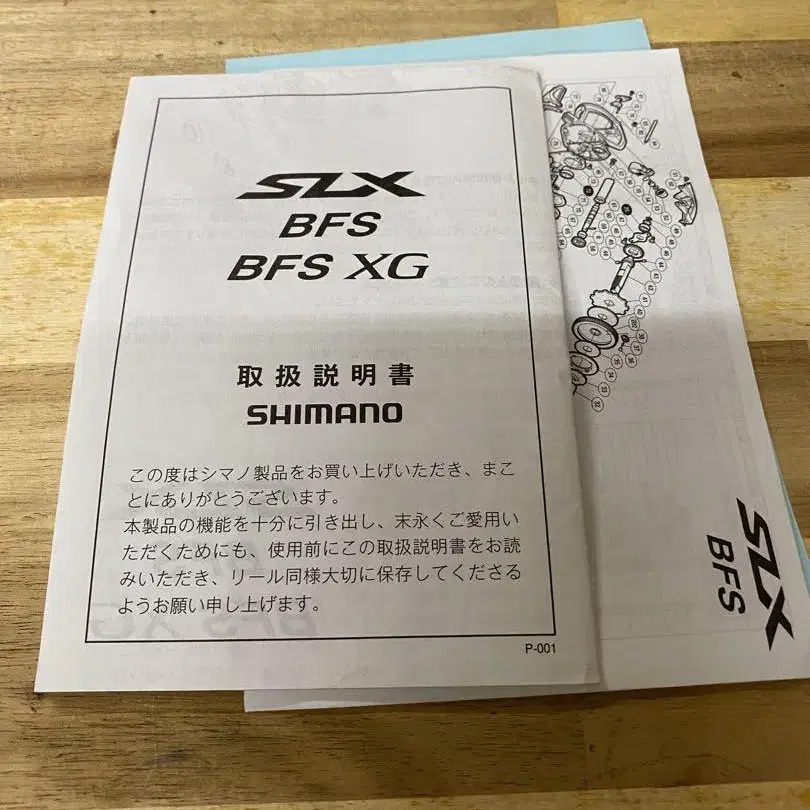 SLX
BFS
BFS XG
取扱説明書
SHIMANO
この度はシマノ製品をお買い上げいただき、まこ
とにありがとうございます。
本製品の機能を十分に引き出し、末永くご愛用い
ただくためにも、使用前にこの取扱説明書をお読
みいただき、リール同様大切に保存してくださる
ようお願い申し上げます。
P-001
SLX
BFS